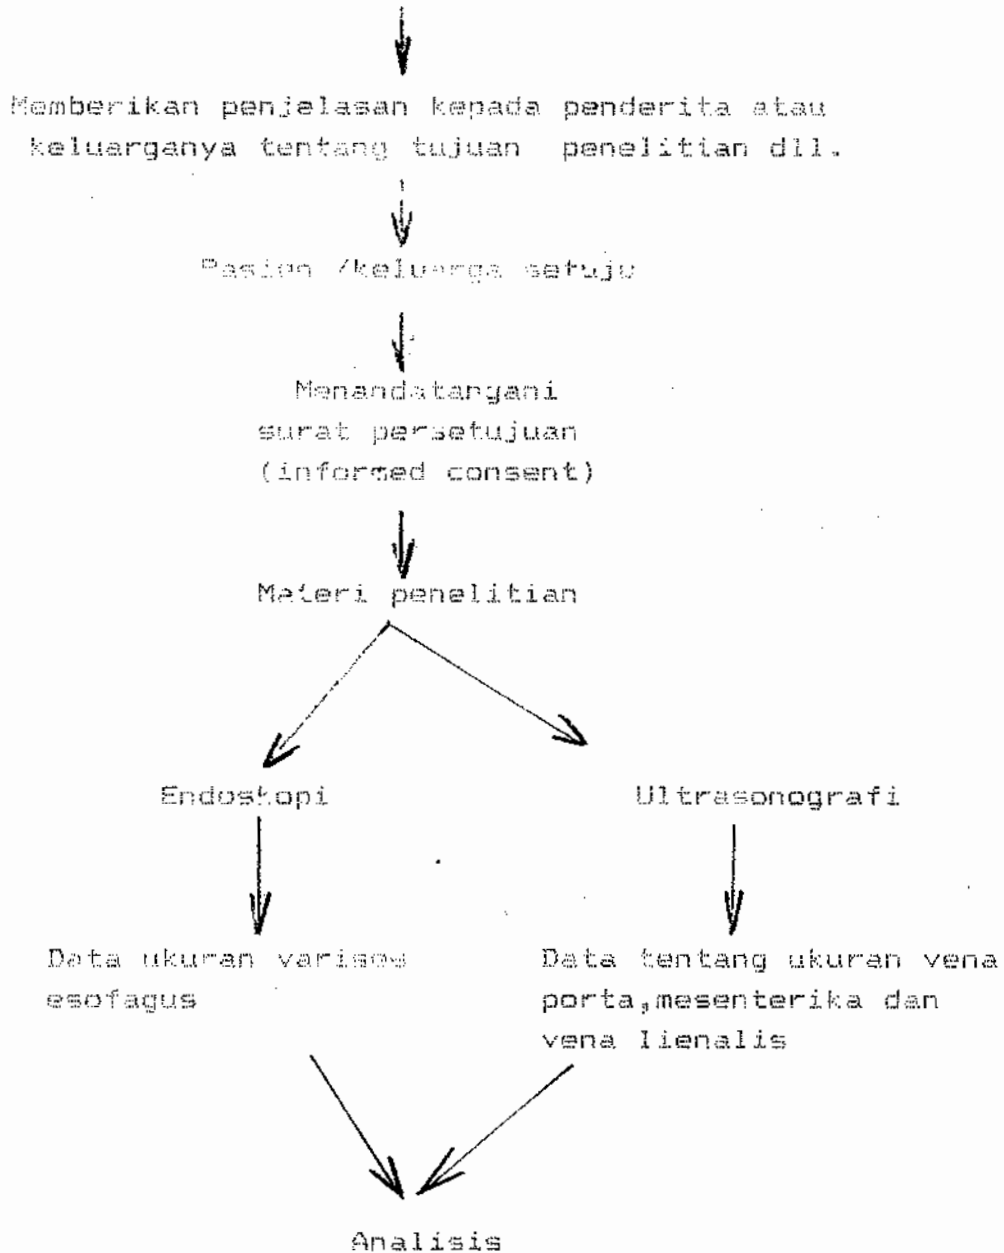 Memberikan penjelasan kepada penderita atau
keluarganya tentang tujuan penelitian dll.
Pasien /keluarga setuju
Menandatangani
surat persetujuan
(informed consent)
Materi penelitian
Endoskopi
Ultrasonografi
Data ukuran varises
esofagus
Data tentang ukuran vena
porta,mesenterika dan
vena lienalis
Analisis